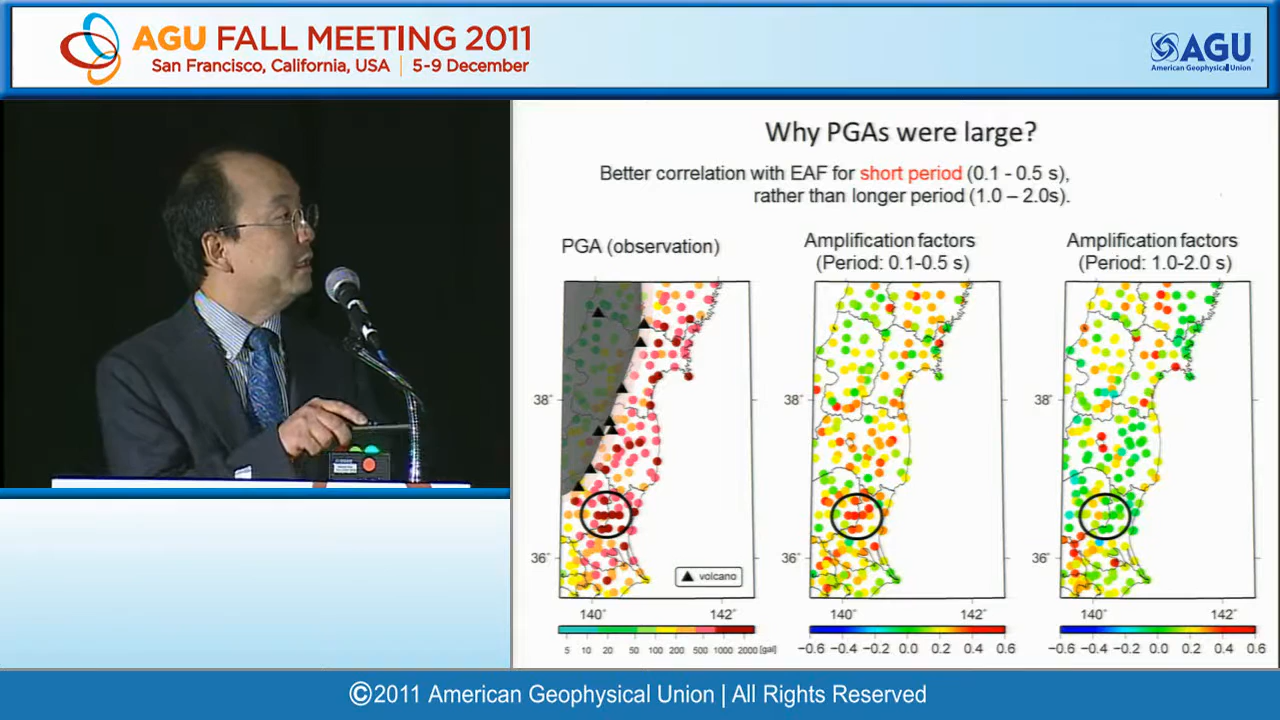 AGU FALL MEETING 2011
San Francisco, California, USA | 5-9 December
AGU
American Geophysical Union
Why PGAs were large?
Better correlation with EAF for short period (0.1 - 0.5 s),
rather than longer period (1.0 – 2.0s).
PGA (observation)
Amplification factors
(Period: 0.1-0.5 s)
Amplification factors
(Period: 1.0-2.0 s)
38°
38°
38°
36°
36°
36°
volcano
140° 142°
140° 142°
140° 142°
5 10 20 50 100 200 500 1000 2000 [gal]
−0.6 −0.4 −0.2 0.0 0.2 0.4 0.6
−0.6 −0.4 −0.2 0.0 0.2 0.4 0.6
©2011 American Geophysical Union | All Rights Reserved